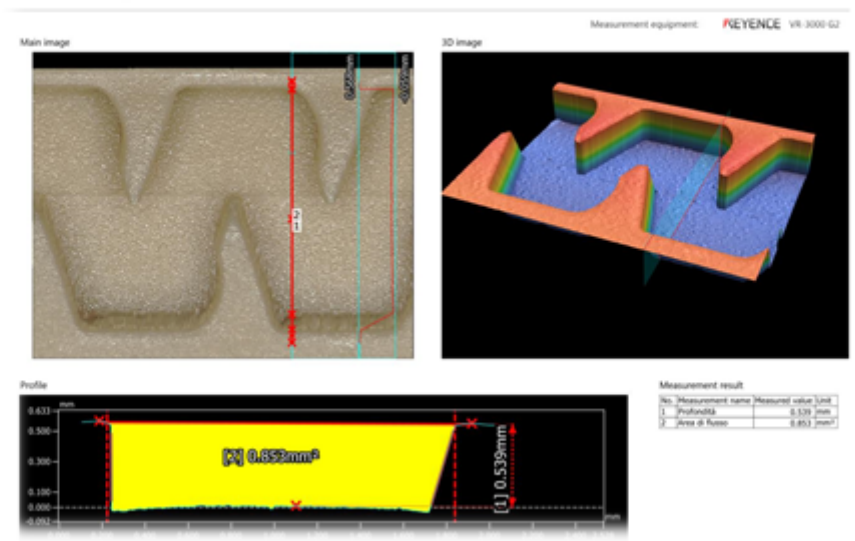 Measurement equipment: KEYENCE VR-3000 G2
Main image
3D image
2
1
Profile
mm
0.633
0.500
0.300
0.100
0.000
-0.092
[2] 0.853mm²
[1] 0.539mm
mm
Measurement result
No. Measurement name Measured value Unit
1 Profondità 0.539 mm
2 Area di flusso 0.853 mm²